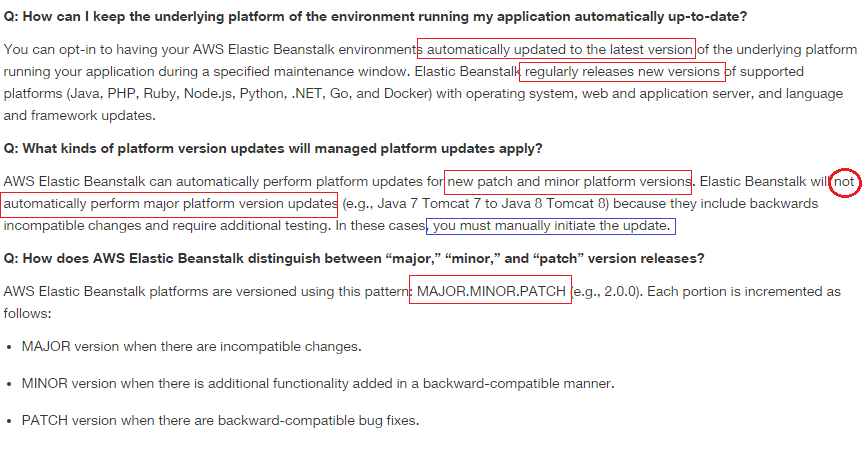 Q: How can I keep the underlying platform of the environment running my application automatically up-to-date?
You can opt-in to having your AWS Elastic Beanstalk environments automatically updated to the latest version of the underlying platform
running your application during a specified maintenance window. Elastic Beanstalk regularly releases new versions of supported
platforms (Java, PHP, Ruby, Node.js, Python, .NET, Go, and Docker) with operating system, web and application server, and language
and framework updates.
Q: What kinds of platform version updates will managed platform updates apply?
AWS Elastic Beanstalk can automatically perform platform updates for new patch and minor platform versions. Elastic Beanstalk will not
automatically perform major platform version updates (e.g., Java 7 Tomcat 7 to Java 8 Tomcat 8) because they include backwards
incompatible changes and require additional testing. In these cases, you must manually initiate the update.
Q: How does AWS Elastic Beanstalk distinguish between “major,” “minor,” and “patch” version releases?
AWS Elastic Beanstalk platforms are versioned using this pattern: MAJOR.MINOR.PATCH (e.g., 2.0.0). Each portion is incremented as
follows:
• MAJOR version when there are incompatible changes.
• MINOR version when there is additional functionality added in a backward-compatible manner.
• PATCH version when there are backward-compatible bug fixes.